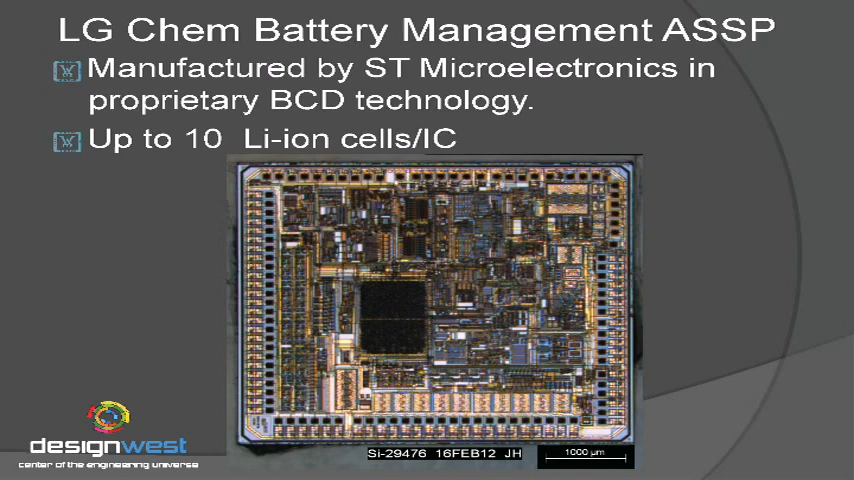 LG Chem Battery Management ASSP
Manufactured by ST Microelectronics in
proprietary BCD technology.
Up to 10 Li-ion cells/IC
Si-29476 16FEB12 JH
1000 µm
designwest
center of the engineering universe